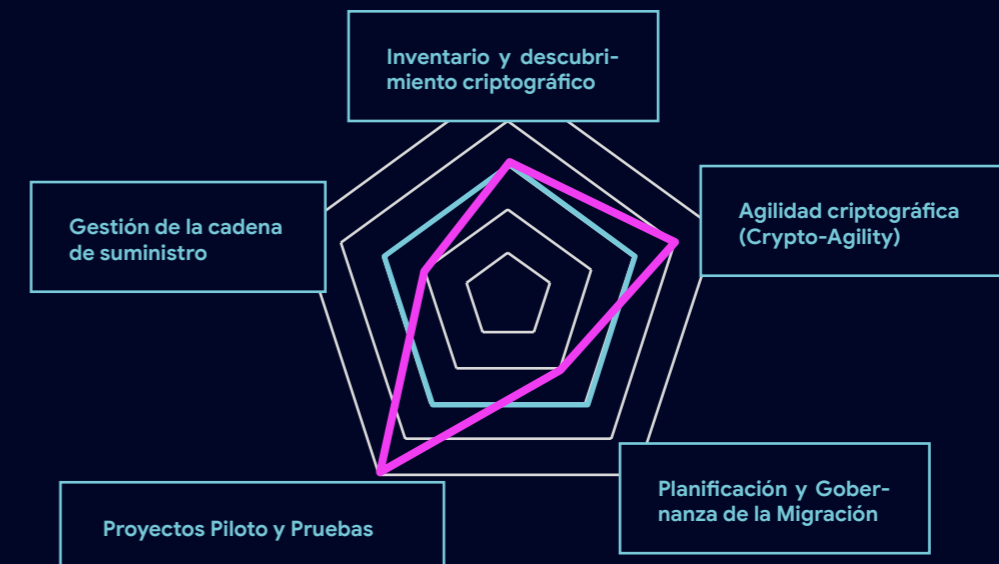 Inventario y descubri-
miento criptográfico
Gestión de la cadena
de suministro
Agilidad criptográfica
(Crypto-Agility)
Planificación y Gober-
nanza de la Migración
Proyectos Piloto y Pruebas